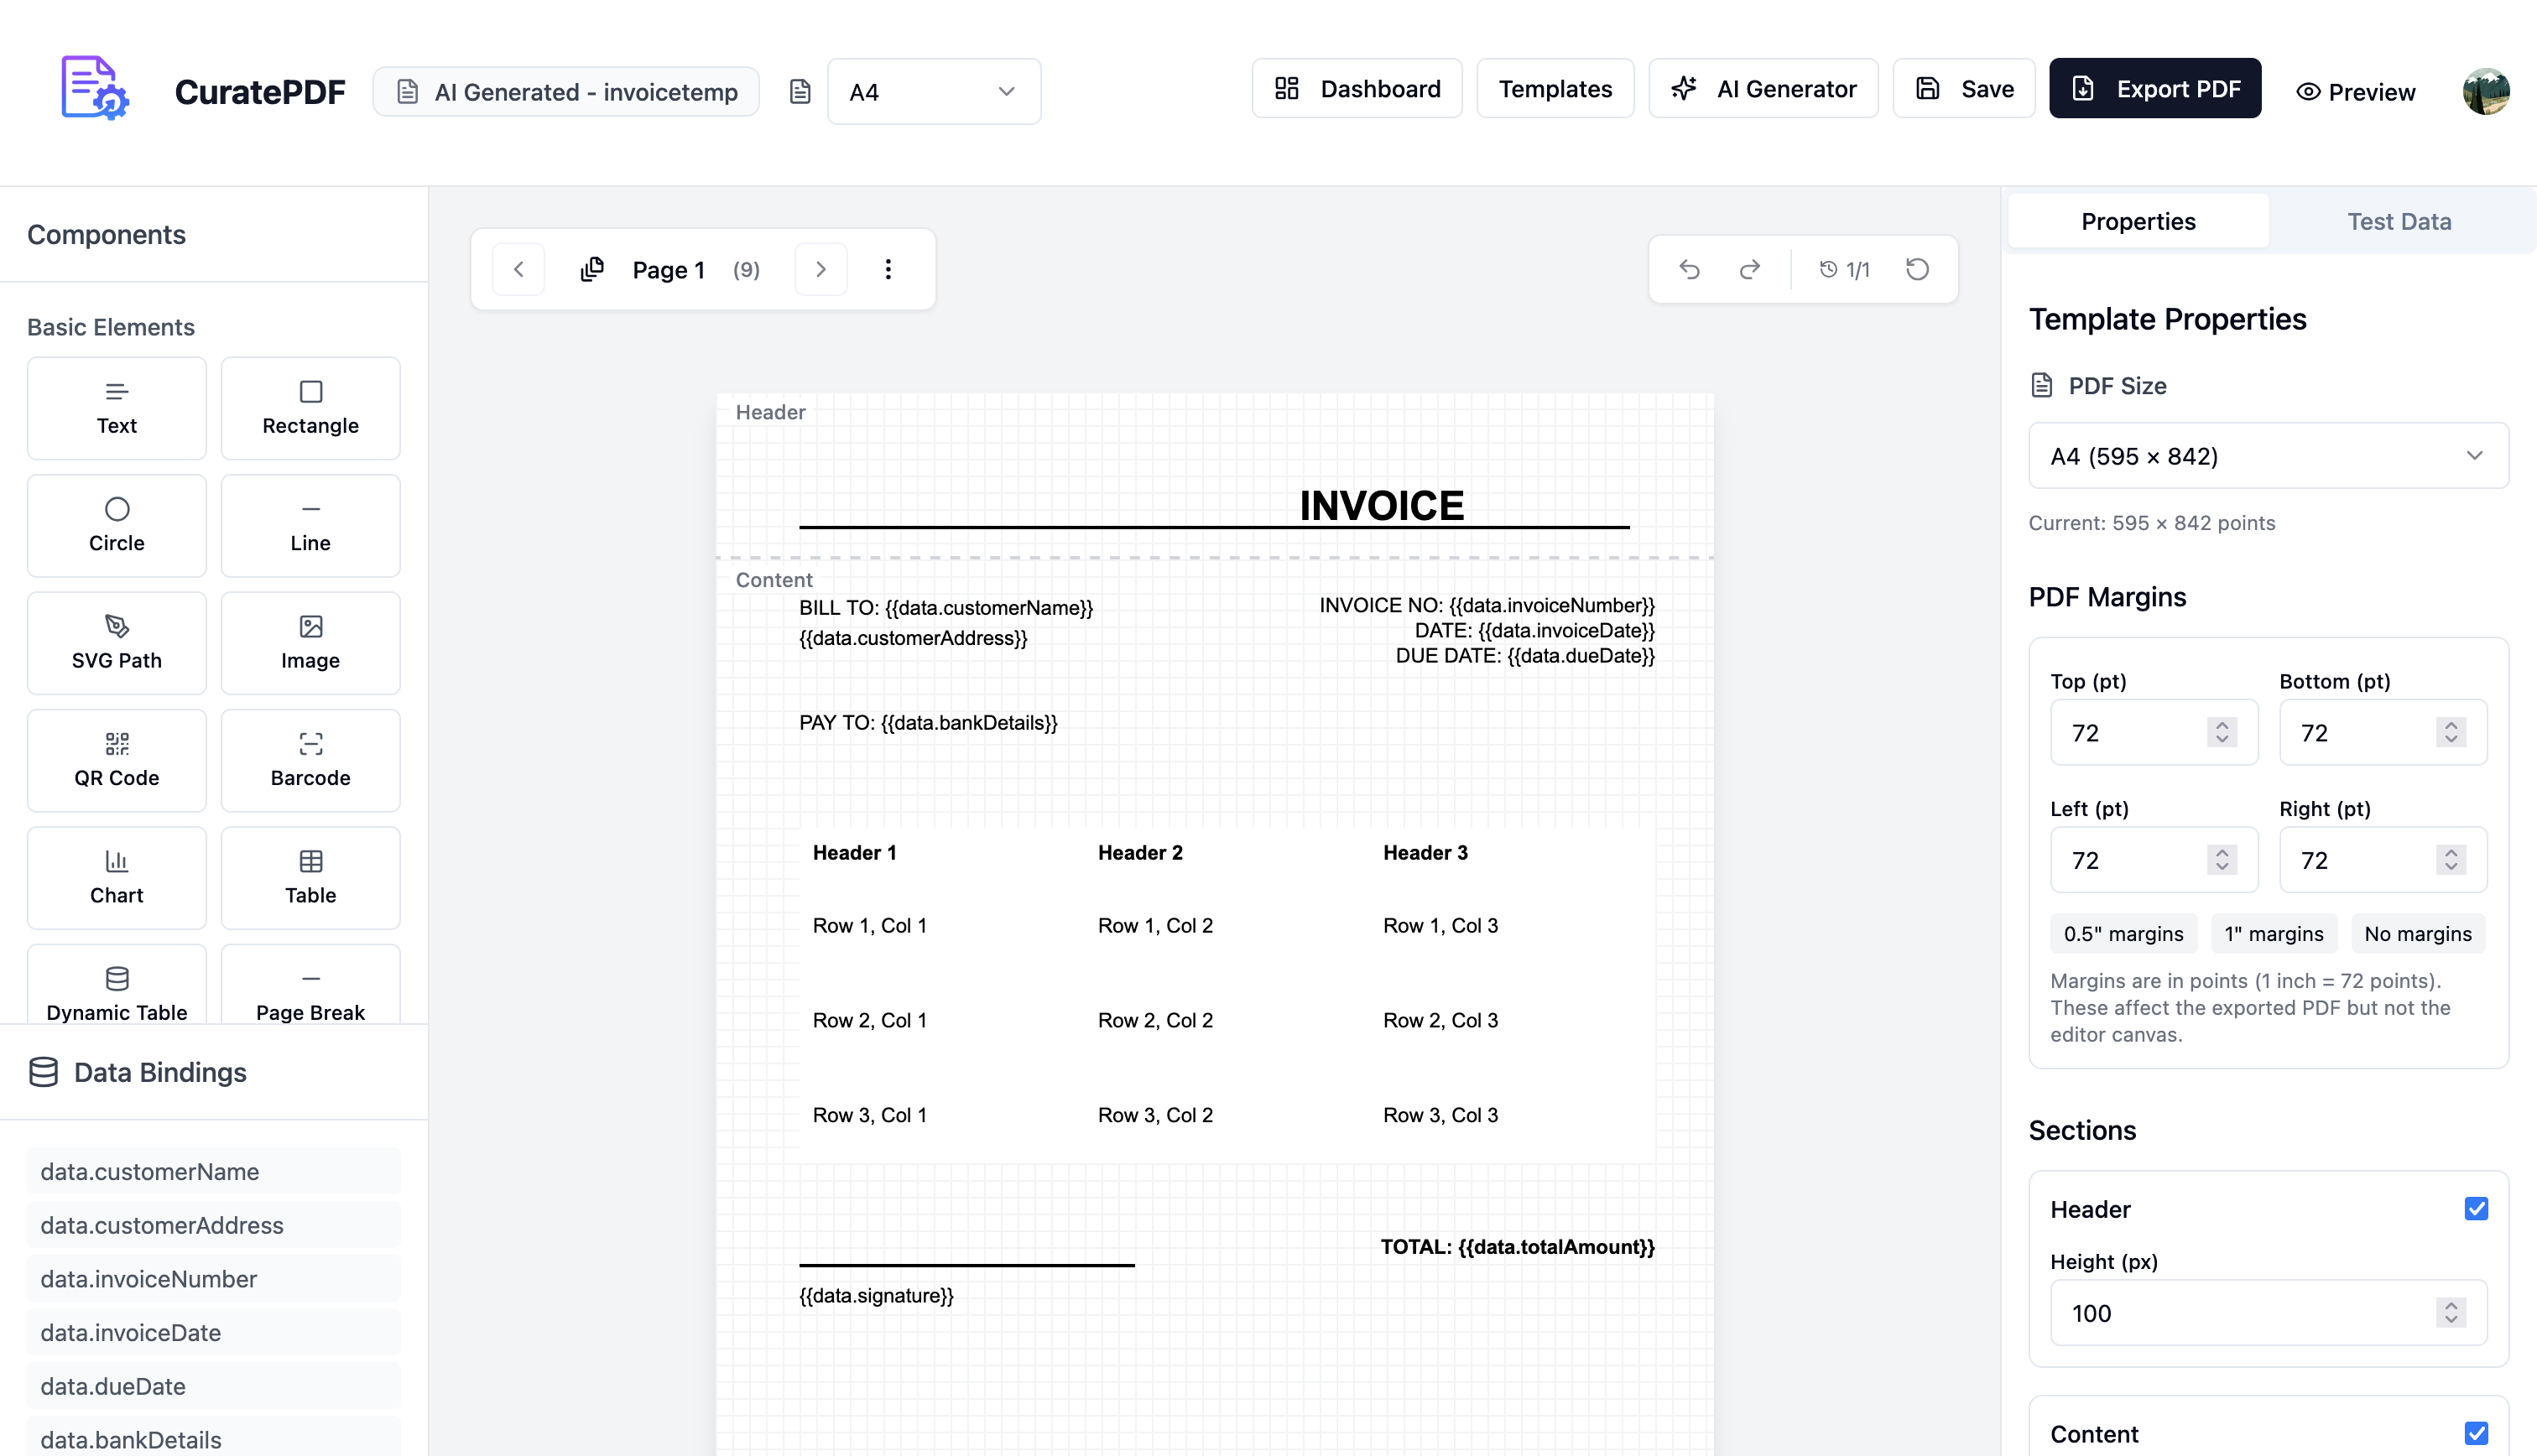 CuratePDF
AI Generated - invoicetemp
A4
Dashboard
Templates
AI Generator
Save
Export PDF
Preview
Components
Basic Elements
Text
Rectangle
Circle
Line
SVG Path
Image
QR Code
Barcode
Chart
Table
Dynamic Table
Page Break
Data Bindings
data.customerName
data.customerAddress
data.invoiceNumber
data.invoiceDate
data.dueDate
data.bankDetails
Page 1 (9)
1/1
Header
INVOICE
Content
BILL TO: {{data.customerName}}
{{data.customerAddress}}
INVOICE NO: {{data.invoiceNumber}}
DATE: {{data.invoiceDate}}
DUE DATE: {{data.dueDate}}
PAY TO: {{data.bankDetails}}
Header 1 Header 2 Header 3
Row 1, Col 1 Row 1, Col 2 Row 1, Col 3
Row 2, Col 1 Row 2, Col 2 Row 2, Col 3
Row 3, Col 1 Row 3, Col 2 Row 3, Col 3
TOTAL: {{data.totalAmount}}
{{data.signature}}
Properties
Test Data
Template Properties
PDF Size
A4 (595 × 842)
Current: 595 × 842 points
PDF Margins
Top (pt) Bottom (pt)
72 72
Left (pt) Right (pt)
72 72
0.5" margins 1" margins No margins
Margins are in points (1 inch = 72 points).
These affect the exported PDF but not the
editor canvas.
Sections
Header
Height (px)
100
Content